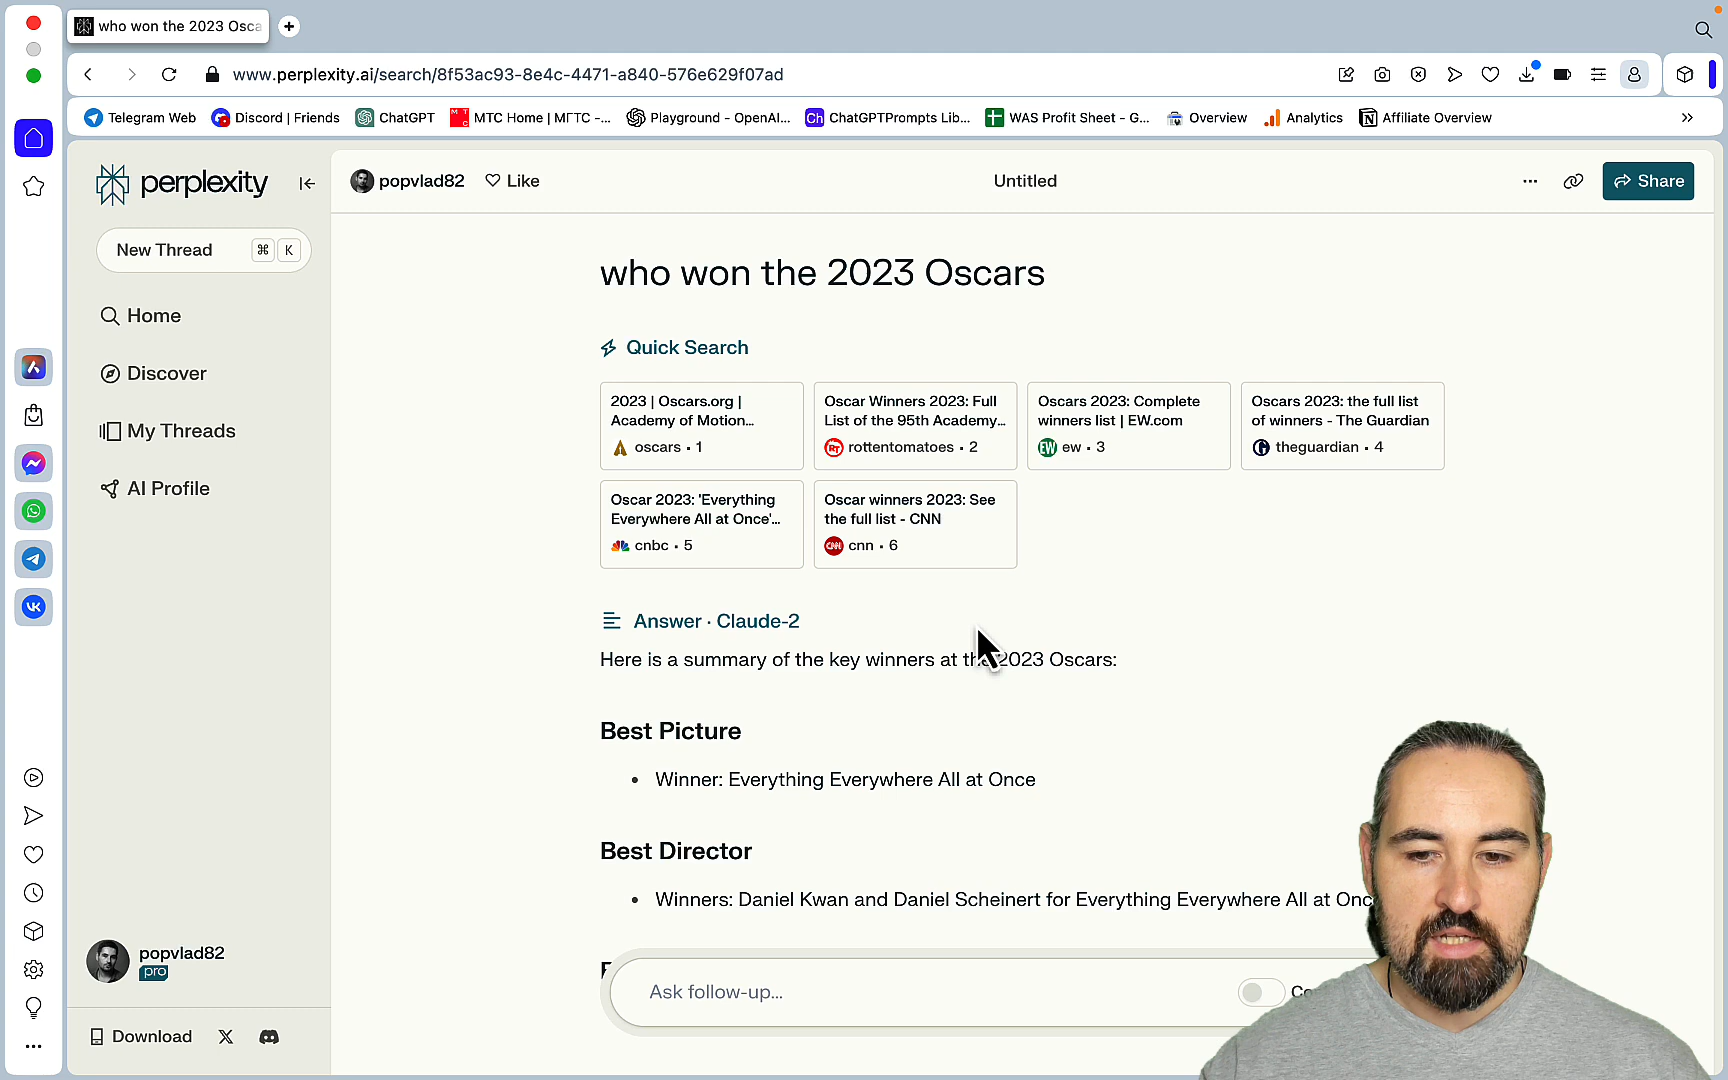 who won the 2023 Osca
www.perplexity.ai/search/8f53ac93-8e4c-4471-a840-576e629f07ad
Telegram Web
Discord | Friends
ChatGPT
МТС Home | МГТС -...
Playground - OpenAI...
Ch ChatGPTPrompts Lib...
WAS Profit Sheet - G...
Overview
Analytics
Affiliate Overview
perplexity
popvlad82
Like
Untitled
Share
New Thread
⌘ K
who won the 2023 Oscars
Home
Quick Search
Discover
2023 | Oscars.org |
Academy of Motion...
oscars · 1
Oscar Winners 2023: Full
List of the 95th Academy...
rottentomatoes · 2
Oscars 2023: Complete
winners list | EW.com
EW ew · 3
Oscars 2023: the full list
of winners - The Guardian
theguardian · 4
My Threads
AI Profile
Oscar 2023: 'Everything
Everywhere All at Once'...
cnbc · 5
Oscar winners 2023: See
the full list - CNN
CNN cnn · 6
Answer · Claude-2
Here is a summary of the key winners at the 2023 Oscars:
Best Picture
• Winner: Everything Everywhere All at Once
Best Director
• Winners: Daniel Kwan and Daniel Scheinert for Everything Everywhere All at Onc
popvlad82
pro
Ask follow-up...
Download